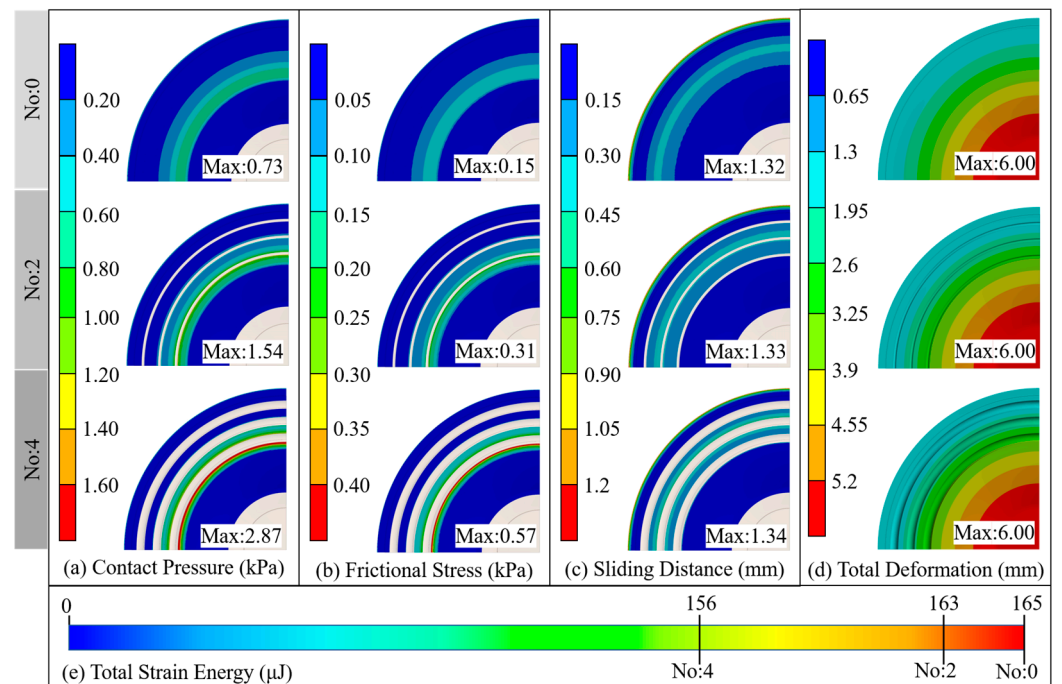 No:0
0.20
0.40
0.60
0.80
1.00
1.20
1.40
1.60
Max:0.73
0.05
0.10
0.15
0.20
0.25
0.30
0.35
0.40
Max:0.15
0.15
0.30
0.45
0.60
0.75
0.90
1.05
1.2
Max:1.32
0.65
1.3
1.95
2.6
3.25
3.9
4.55
5.2
Max:6.00
No:2
Max:1.54
Max:0.31
Max:1.33
Max:6.00
No:4
Max:2.87
Max:0.57
Max:1.34
Max:6.00
(a) Contact Pressure (kPa)
(b) Frictional Stress (kPa)
(c) Sliding Distance (mm)
(d) Total Deformation (mm)
0
156
163
165
(e) Total Strain Energy (μJ)
No:4
No:2
No:0